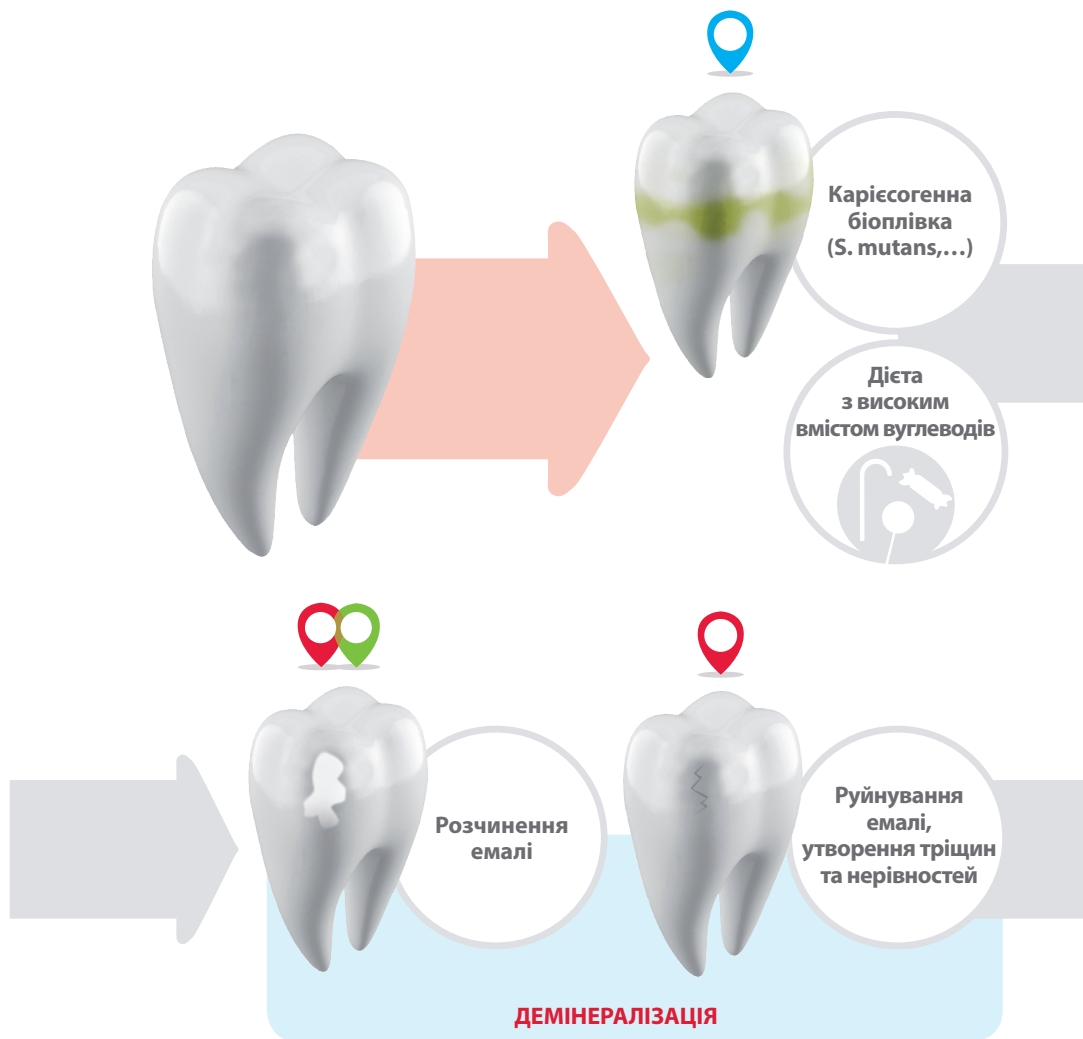 Карієсогенна
біоплівка
(S. mutans,...)
Дієта
з високим
вмістом вуглеводів
Розчинення
емалі
Руйнування
емалі,
утворення тріщин
та нерівностей
ДЕМІНЕРАЛІЗАЦІЯ